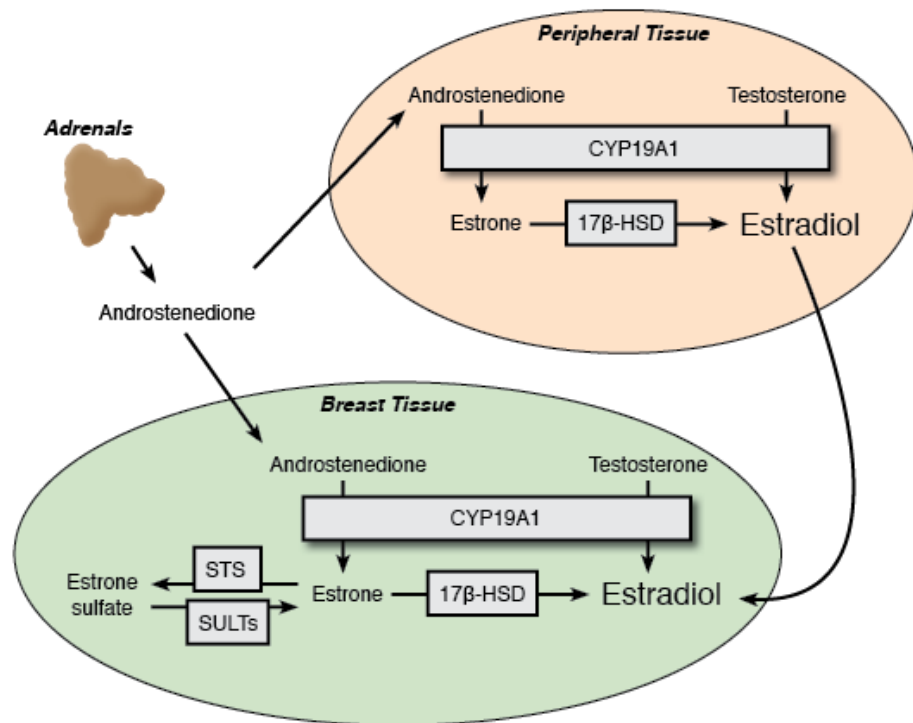 Peripheral Tissue
Androstenedione
Testosterone
CYP19A1
Estrone
17β-HSD
Estradiol
Adrenals
Androstenedione
Breast Tissue
Androstenedione
Testosterone
CYP19A1
Estrone
sulfate
STS
SULTs
Estrone
17β-HSD
Estradiol